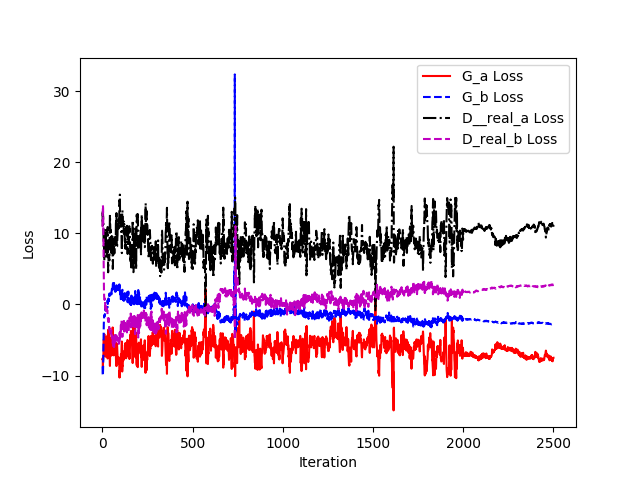 G_a Loss
G_b Loss
D__real_a Loss
D_real_b Loss
30
20
10
0
−10
Loss
0 500 1000 1500 2000 2500
Iteration